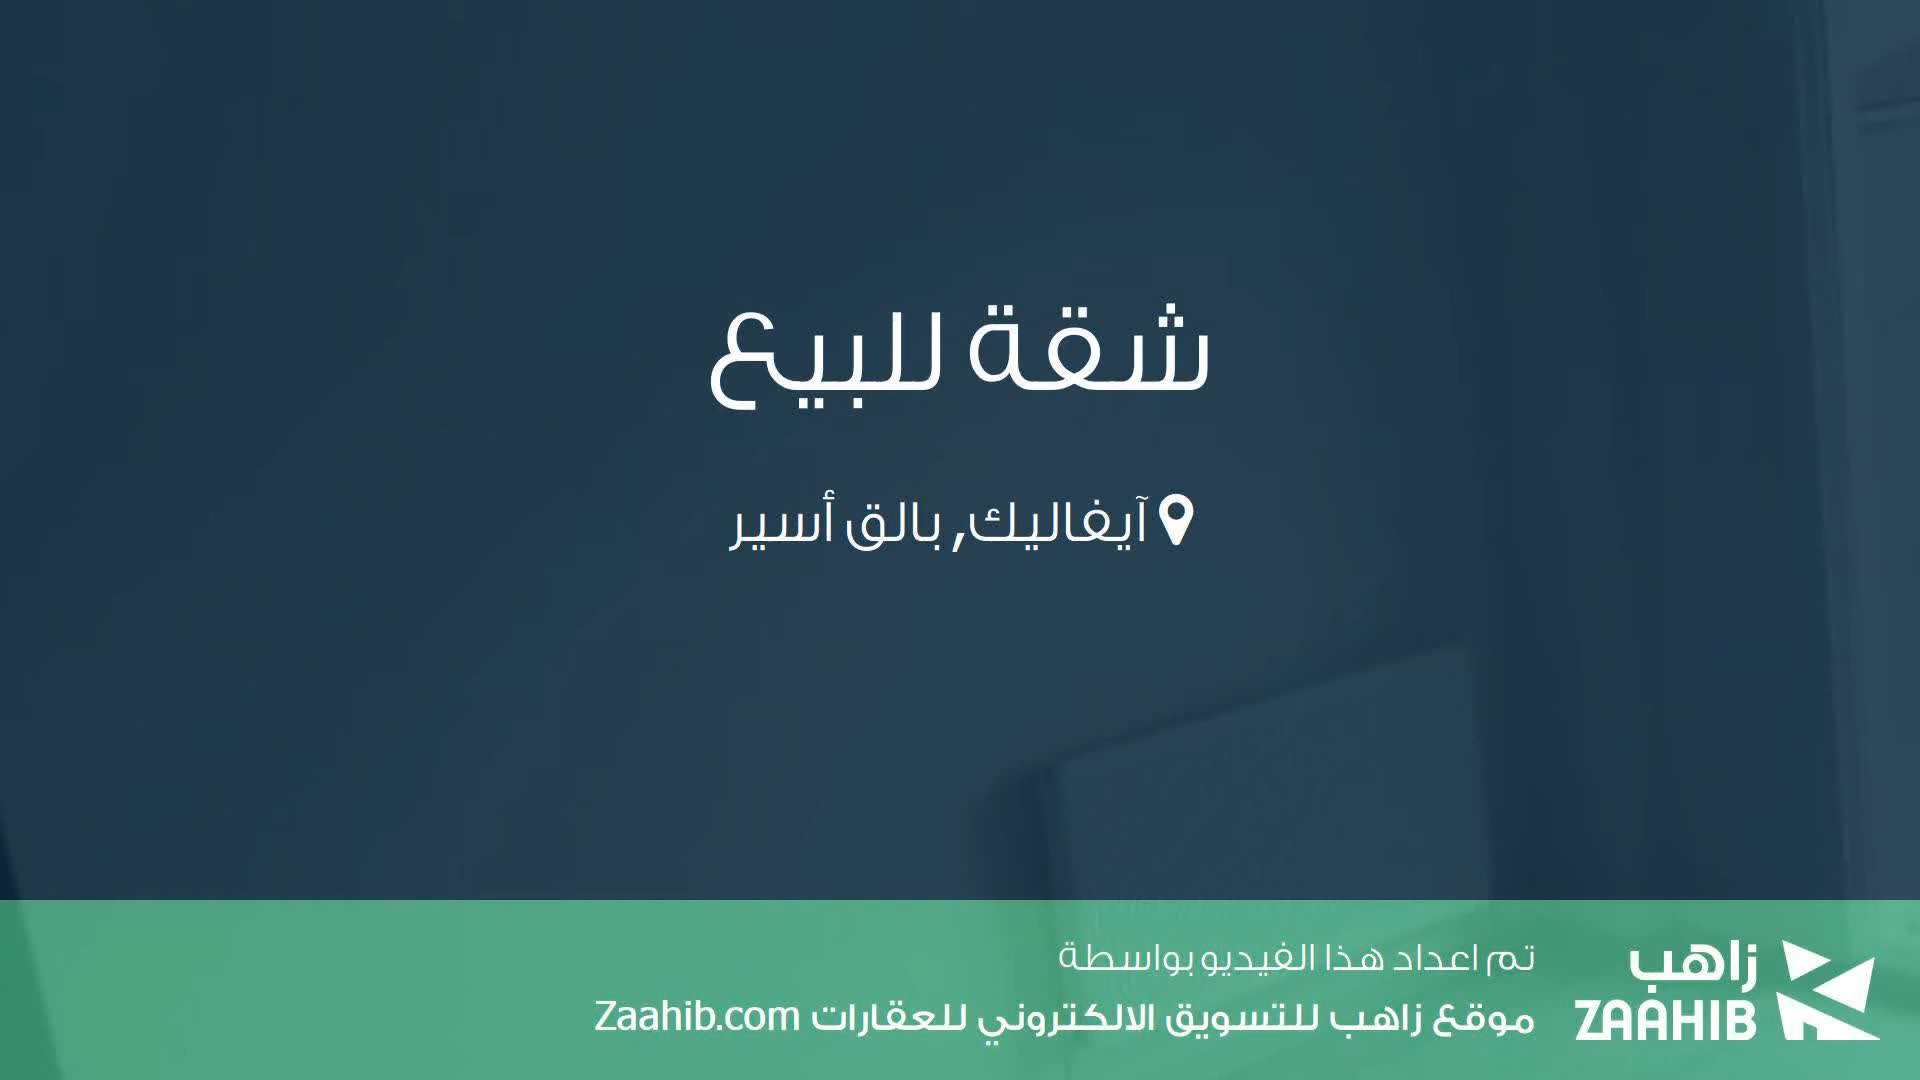 شقة للبيع
آيفاليك, بالق أسير
تم اعداد هذا الفيديو بواسطة
موقع زاهب للتسويق الالكتروني للعقارات Zaahib.com
زاهب
ZAAHIB